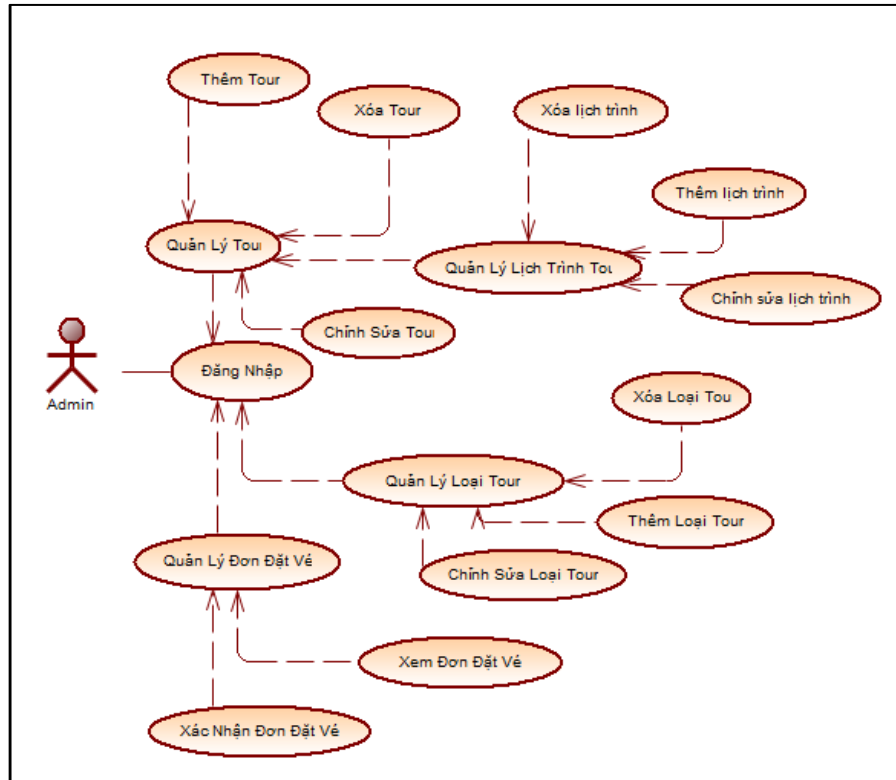 Thêm Tour
Xóa Tour
Xóa lịch trình
Thêm lịch trình
Quản Lý Tour
Quản Lý Lịch Trình Tou
Chỉnh sửa lịch trình
Chỉnh Sửa Tour
Đăng Nhập
Admin
Xóa Loại Tou
Quản Lý Loại Tour
Thêm Loại Tour
Quản Lý Đơn Đặt Vé
Chỉnh Sửa Loại Tour
Xem Đơn Đặt Vé
Xác Nhận Đơn Đặt Vé